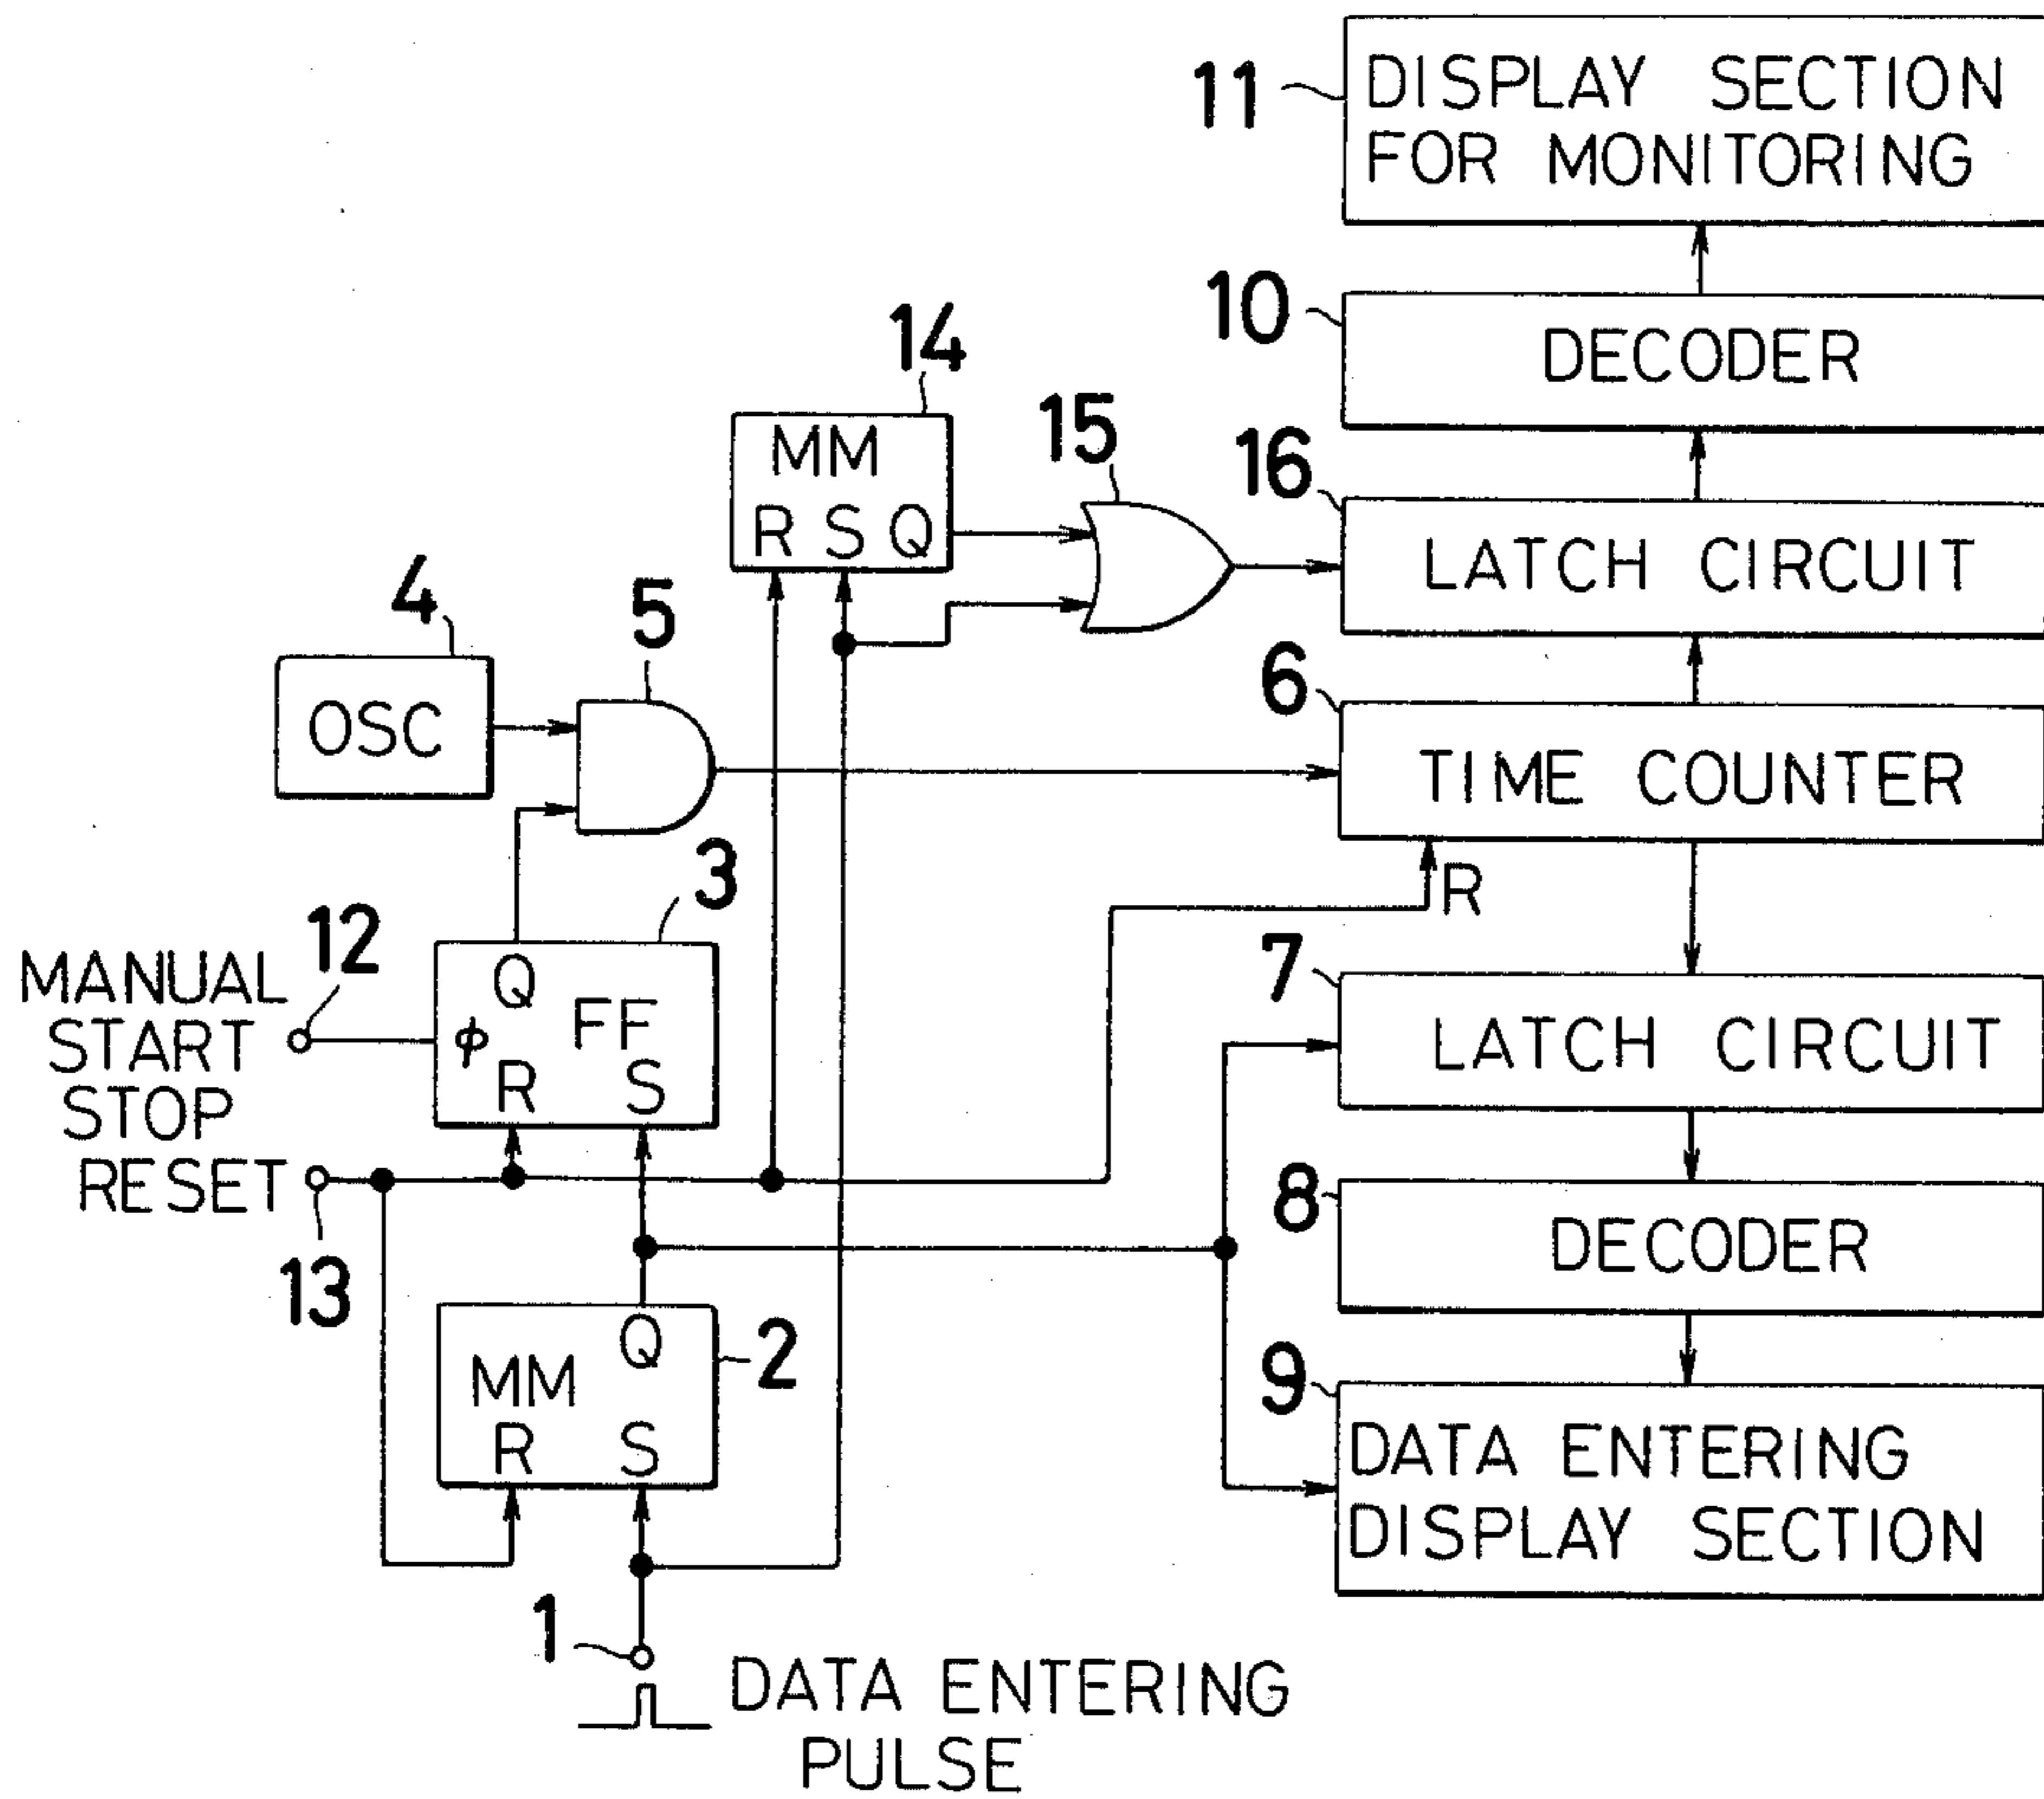 11
DISPLAY SECTION
FOR MONITORING
10
DECODER
14
MM
R S Q
15
16
LATCH CIRCUIT
4
OSC
5
6
TIME COUNTER
R
3
12
MANUAL
START
STOP
Q
ϕ FF
R S
7
LATCH CIRCUIT
RESET
13
8
DECODER
Q
MM
R S
2
9
DATA ENTERING
DISPLAY SECTION
1
DATA ENTERING
PULSE